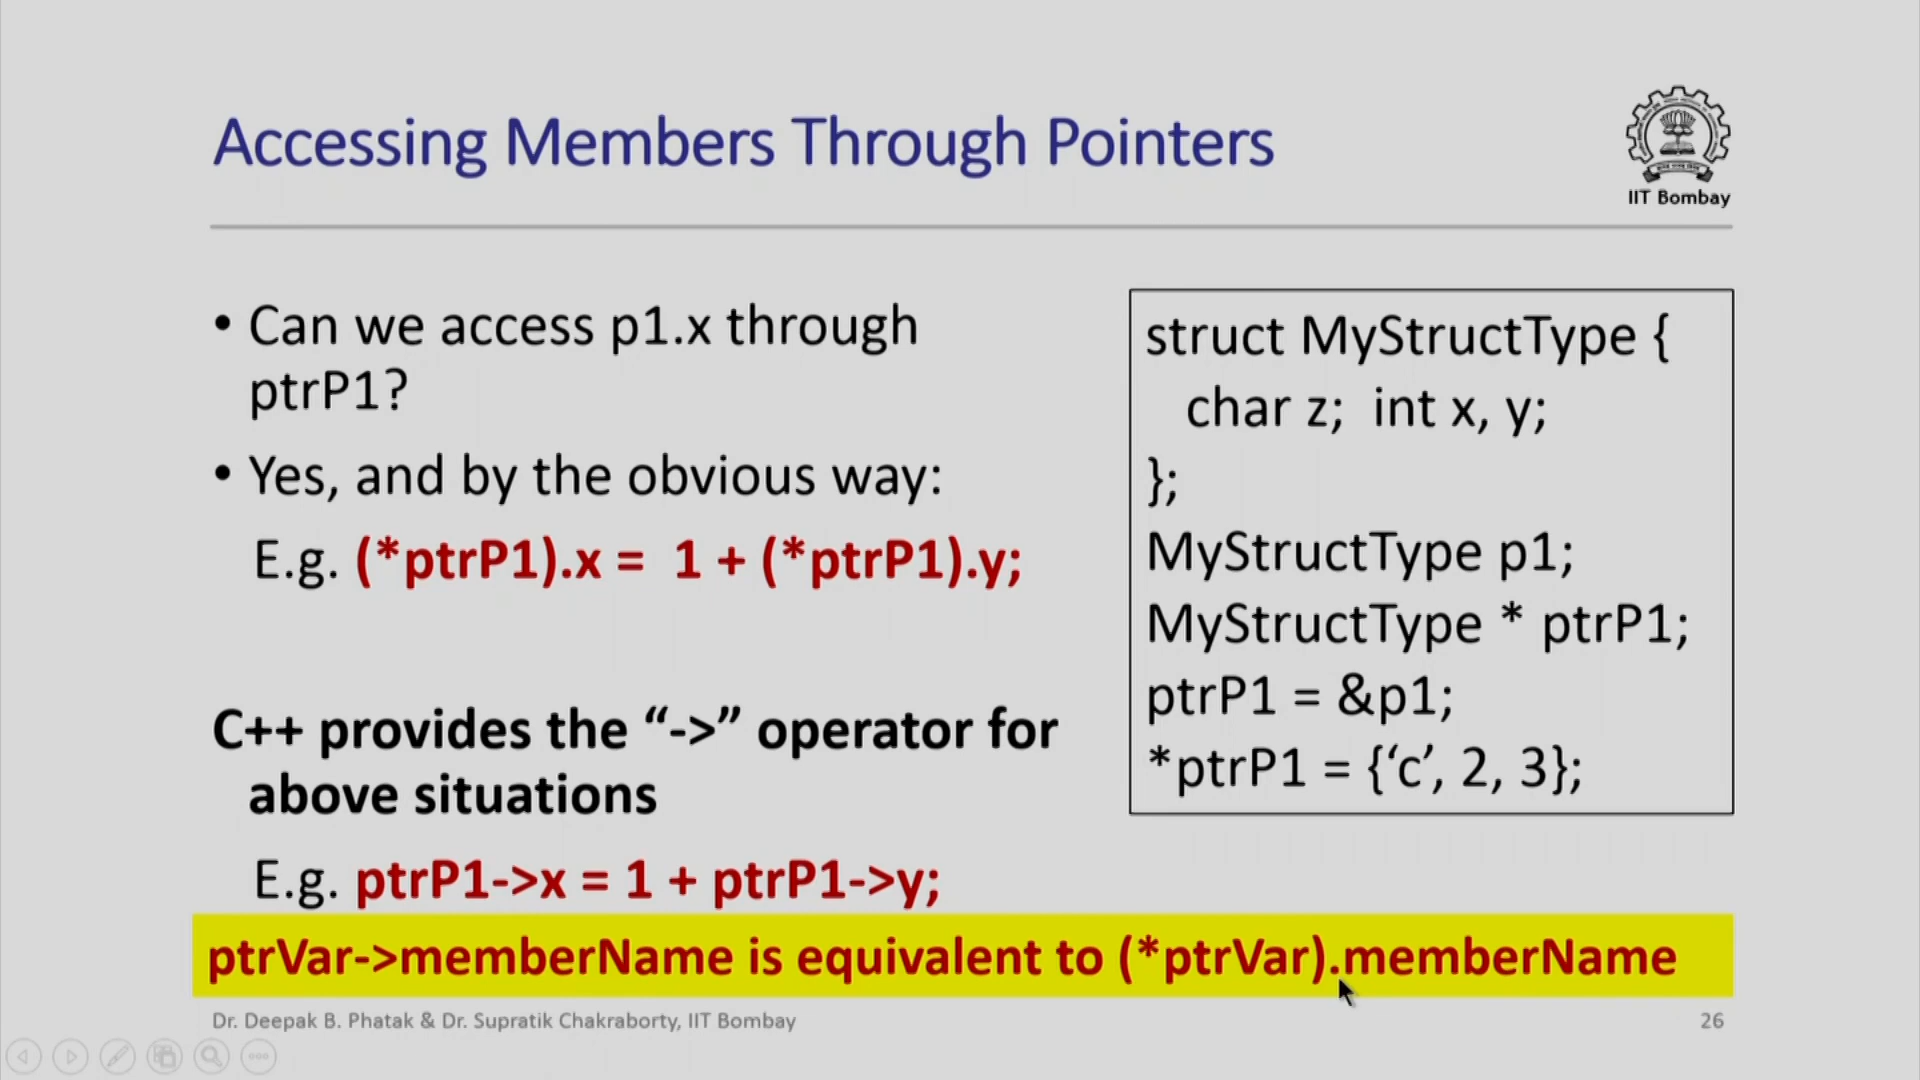 Accessing Members Through Pointers
IIT Bombay
• Can we access p1.x through
ptrP1?
• Yes, and by the obvious way:
E.g. (*ptrP1).x = 1 + (*ptrP1).y;
C++ provides the “->” operator for
above situations
E.g. ptrP1->x = 1 + ptrP1->y;
struct MyStructType {
char z; int x, y;
};
MyStructType p1;
MyStructType * ptrP1;
ptrP1 = &p1;
*ptrP1 = {‘c’, 2, 3};
ptrVar->memberName is equivalent to (*ptrVar).memberName
Dr. Deepak B. Phatak & Dr. Supratik Chakraborty, IIT Bombay
26